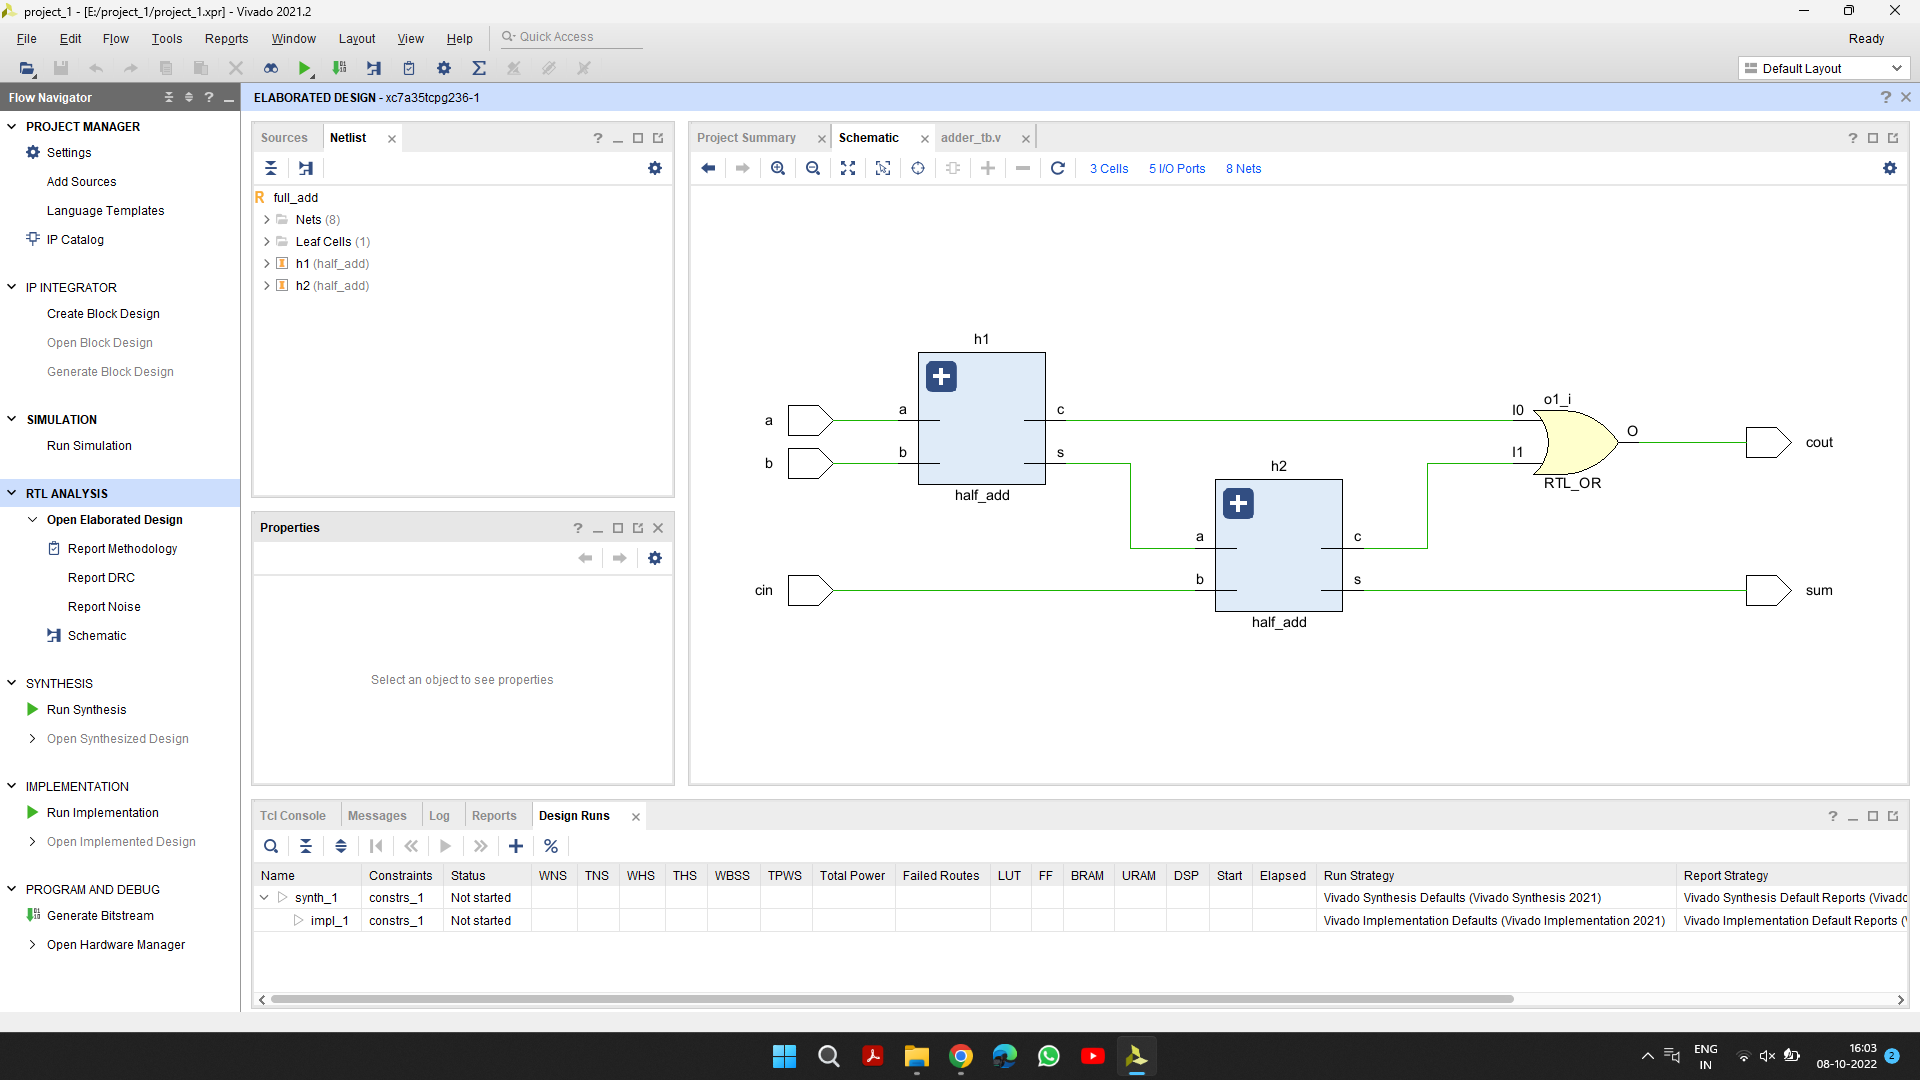 project_1 - [E:/project_1/project_1.xpr] - Vivado 2021.2
File Edit Flow Tools Reports Window Layout View Help Quick Access Ready
Default Layout
Flow Navigator
ELABORATED DESIGN - xc7a35tcpg236-1
PROJECT MANAGER
Settings
Add Sources
Language Templates
IP Catalog
IP INTEGRATOR
Create Block Design
Open Block Design
Generate Block Design
SIMULATION
Run Simulation
RTL ANALYSIS
Open Elaborated Design
Report Methodology
Report DRC
Report Noise
Schematic
SYNTHESIS
Run Synthesis
Open Synthesized Design
IMPLEMENTATION
Run Implementation
Open Implemented Design
PROGRAM AND DEBUG
Generate Bitstream
Open Hardware Manager
Sources Netlist
full_add
Nets (8)
Leaf Cells (1)
h1 (half_add)
h2 (half_add)
Properties
Select an object to see properties
Project Summary Schematic adder_tb.v
3 Cells 5 I/O Ports 8 Nets
h1
a a c I0 o1_i
O cout
b b s I1
half_add h2 RTL_OR
a c
cin b s sum
half_add
Tcl Console Messages Log Reports Design Runs
Name Constraints Status WNS TNS WHS THS WBSS TPWS Total Power Failed Routes LUT FF BRAM URAM DSP Start Elapsed Run Strategy Report Strategy
synth_1 constrs_1 Not started Vivado Synthesis Defaults (Vivado Synthesis 2021) Vivado Synthesis Default Reports (Vivado
impl_1 constrs_1 Not started Vivado Implementation Defaults (Vivado Implementation 2021) Vivado Implementation Default Reports (
ENG
IN
16:03
08-10-2022
2